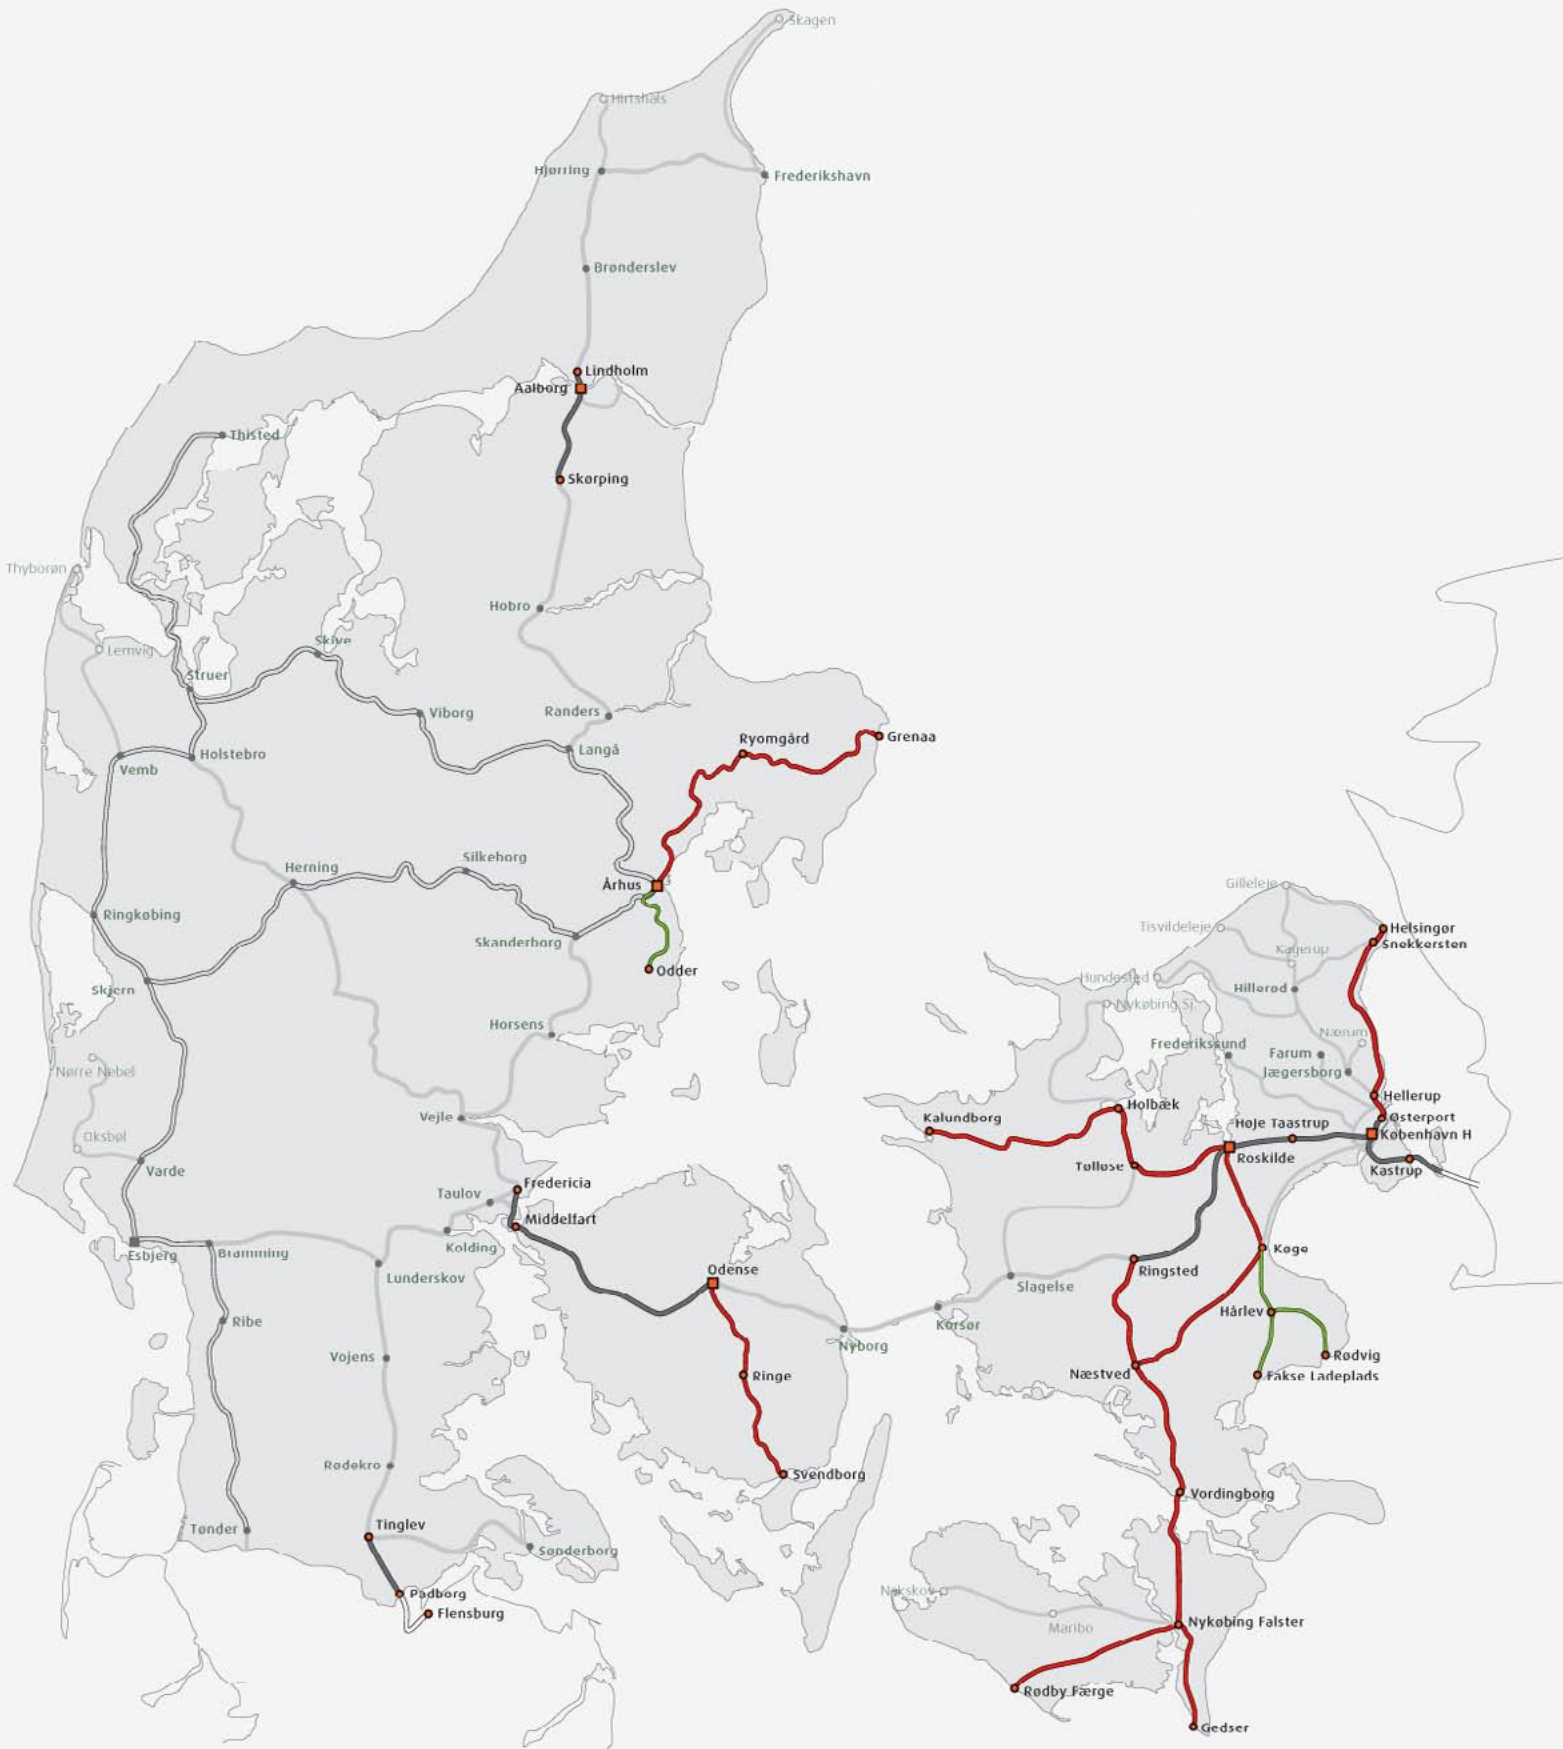 Skagen
Hirtshals
Hjørring
Frederikshavn
Brønderslev
Lindholm
Aalborg
Thisted
Skørping
Thyborøn
Hobro
Lemvig
Skive
Struer
Viborg
Randers
Langå
Ryomgård
Grenaa
Holstebro
Vemb
Herning
Silkeborg
Århus
Gilleleje
Ringkøbing
Tisvildeleje
Helsingør
Snekkersten
Skanderborg
Kagerup
Odder
Hundested
Hillerød
Skjern
Nykøbing Sj.
Horsens
Nærum
Frederikssund
Farum
Jægersborg
Nørre Nebel
Hellerup
Holbæk
Vejle
Kalundborg
Østerport
Høje Taastrup
København H
Oksbøl
Roskilde
Tølløse
Varde
Kastrup
Fredericia
Taulov
Middelfart
Kolding
Køge
Esbjerg
Bramming
Odense
Ringsted
Lunderskov
Slagelse
Hårlev
Ribe
Korsør
Nyborg
Rødvig
Vojens
Ringe
Næstved
Fakse Ladeplads
Rødekro
Svendborg
Vordingborg
Tinglev
Tønder
Sønderborg
Nakskov
Padborg
Flensburg
Maribo
Nykøbing Falster
Rødby Færge
Gedser